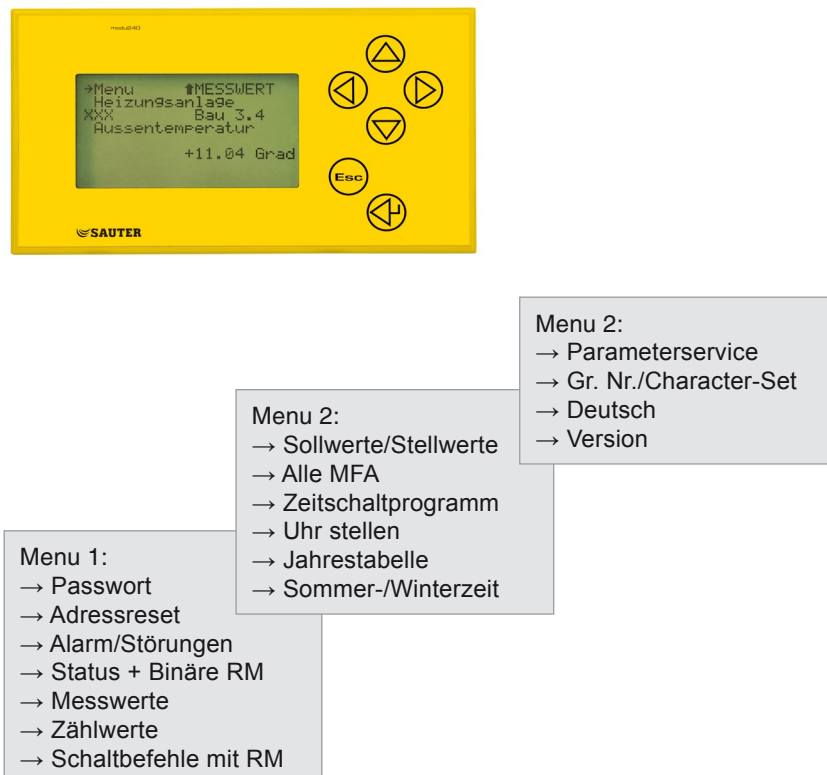 modu240
→Menu ⬆MESSWERT
Heizungsanlage
XXX Bau 3.4
Aussentemperatur
+11.04 Grad
Esc
SAUTER
Menu 2:
→ Parameterservice
→ Gr. Nr./Character-Set
→ Deutsch
→ Version
Menu 2:
→ Sollwerte/Stellwerte
→ Alle MFA
→ Zeitschaltprogramm
→ Uhr stellen
→ Jahrestabelle
→ Sommer-/Winterzeit
Menu 1:
→ Passwort
→ Adressreset
→ Alarm/Störungen
→ Status + Binäre RM
→ Messwerte
→ Zählwerte
→ Schaltbefehle mit RM